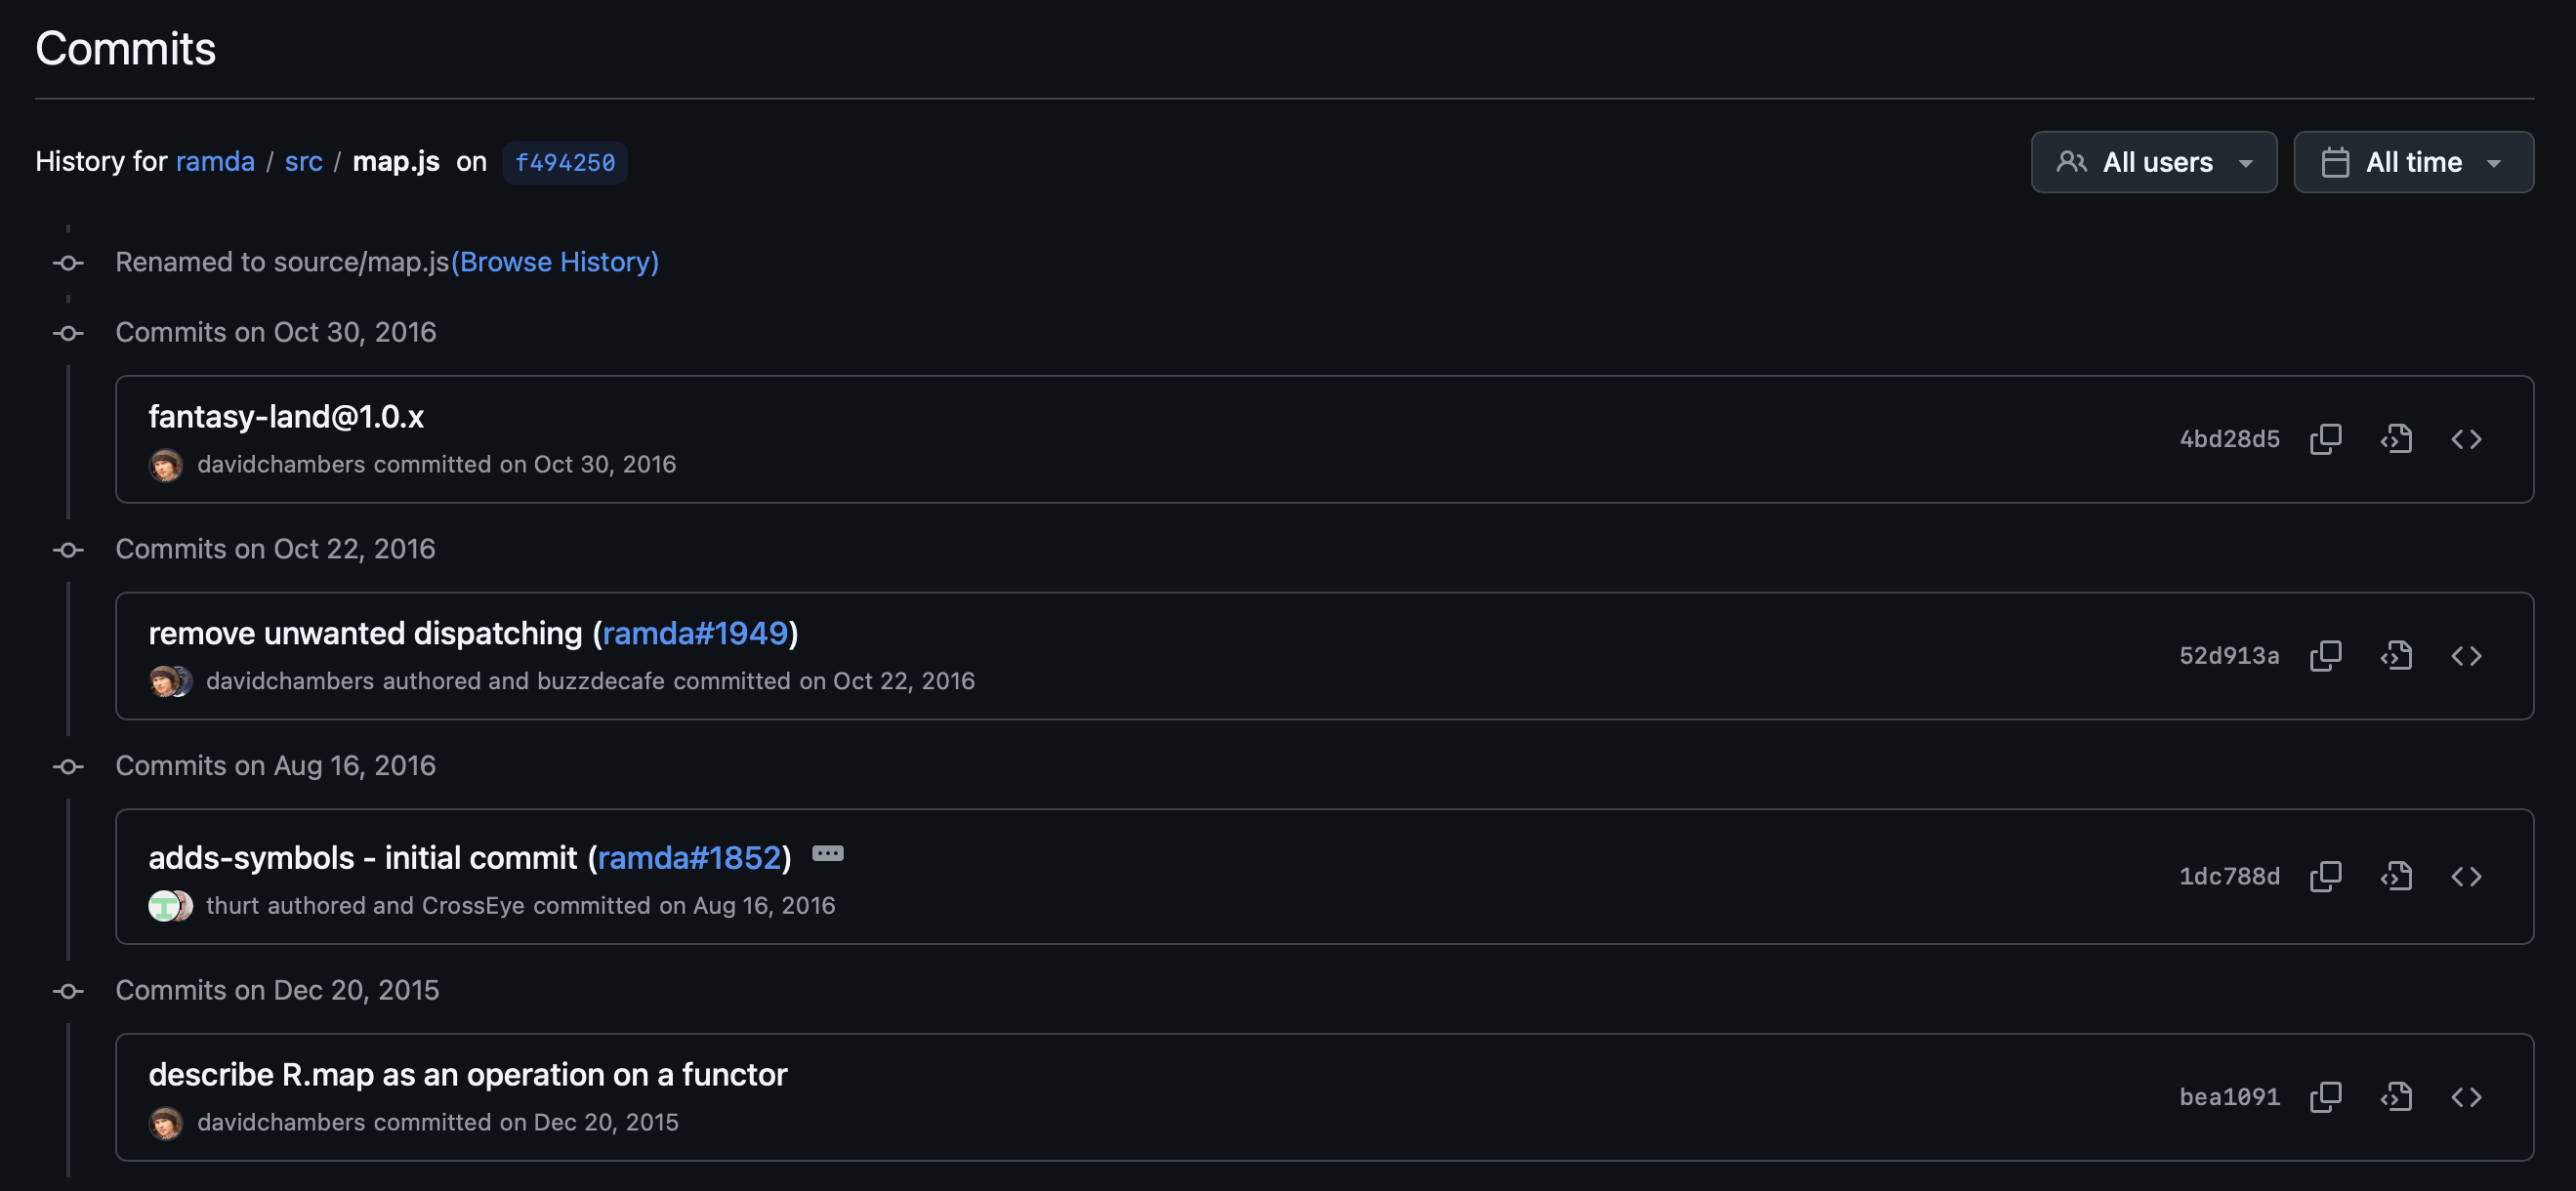 Commits
History for ramda / src / map.js on f494250
All users
All time
Renamed to source/map.js(Browse History)
Commits on Oct 30, 2016
fantasy-land@1.0.x
davidchambers committed on Oct 30, 2016
4bd28d5
Commits on Oct 22, 2016
remove unwanted dispatching (ramda#1949)
davidchambers authored and buzzdecafe committed on Oct 22, 2016
52d913a
Commits on Aug 16, 2016
adds-symbols - initial commit (ramda#1852)
thurt authored and CrossEye committed on Aug 16, 2016
1dc788d
Commits on Dec 20, 2015
describe R.map as an operation on a functor
davidchambers committed on Dec 20, 2015
bea1091